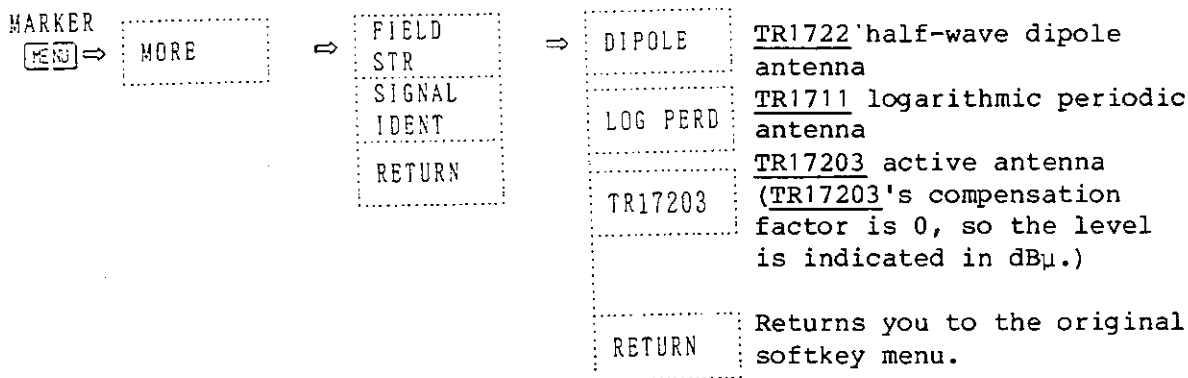 MARKER
MENU ⇒ MORE ⇒ FIELD STR
SIGNAL IDENT
RETURN
⇒ DIPOLE TR1722 half-wave dipole
antenna
LOG PERD TR1711 logarithmic periodic
antenna
TR17203 TR17203 active antenna
(TR17203's compensation
factor is 0, so the level
is indicated in dBμ.)
RETURN Returns you to the original
softkey menu.